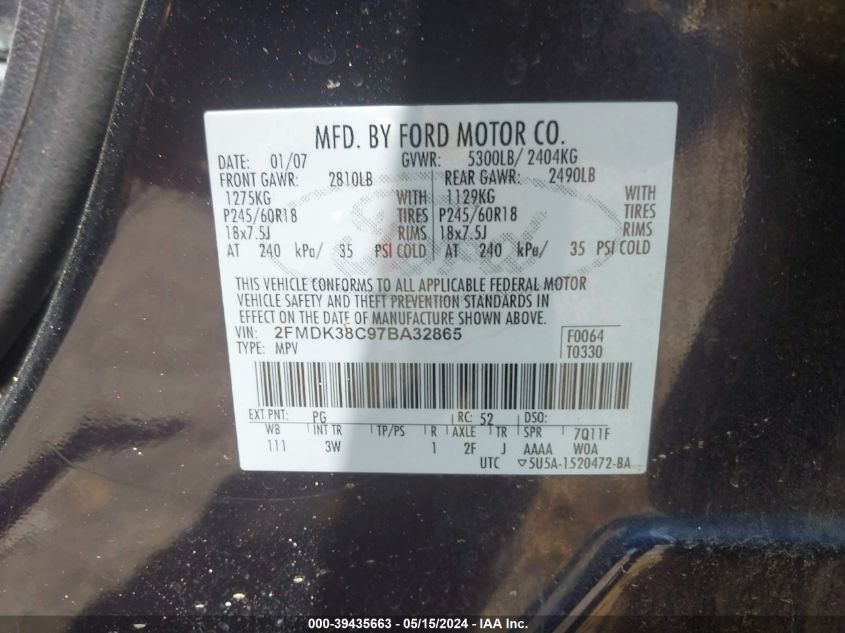 MFD. BY FORD MOTOR CO.
DATE: 01/07 GVWR: 5300LB/ 2404KG
FRONT GAWR: 2810LB REAR GAWR: 2490LB
1275KG WITH 1129KG WITH
P245/60R18 TIRES P245/60R18 TIRES
18x7.5J RIMS 18x7.5J RIMS
AT 240 kPa/ 35 PSI COLD AT 240 kPa/ 35 PSI COLD
THIS VEHICLE CONFORMS TO ALL APPLICABLE FEDERAL MOTOR
VEHICLE SAFETY AND THEFT PREVENTION STANDARDS IN
EFFECT ON THE DATE OF MANUFACTURE SHOWN ABOVE.
VIN: 2FMDK38C97BA32865 F0064
TYPE: MPV T0330
EXT PNT: PG RC: 52 DSO:
WB INT TR TP/PS R AXLE TR SPR 7Q11F
111 3W 1 2F J AAAA W0A
UTC ▽5U5A-1520472-BA
000-39435663 - 05/15/2024 - IAA Inc.